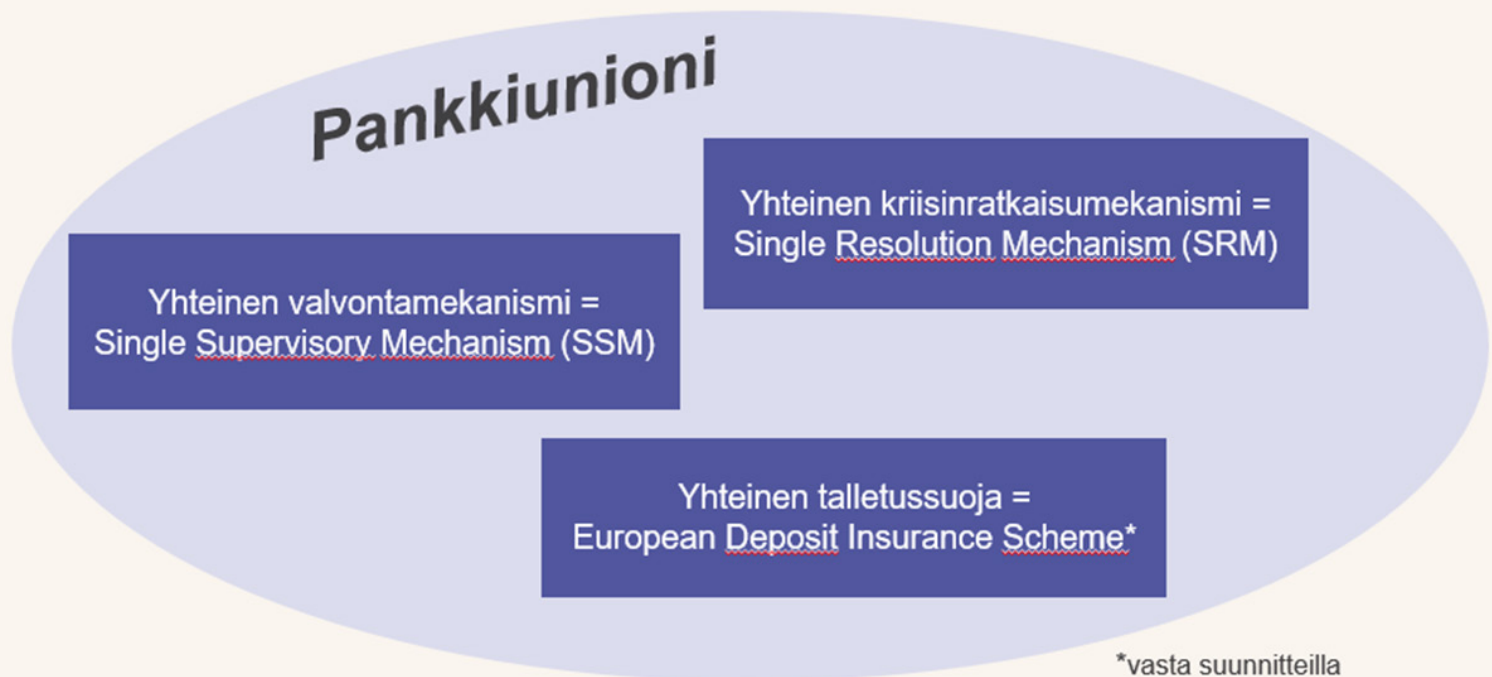 Pankkiunioni
Yhteinen kriisinratkaisumekanismi =
Single Resolution Mechanism (SRM)
Yhteinen valvontamekanismi =
Single Supervisory Mechanism (SSM)
Yhteinen talletussuoja =
European Deposit Insurance Scheme*
*vasta suunnitteilla